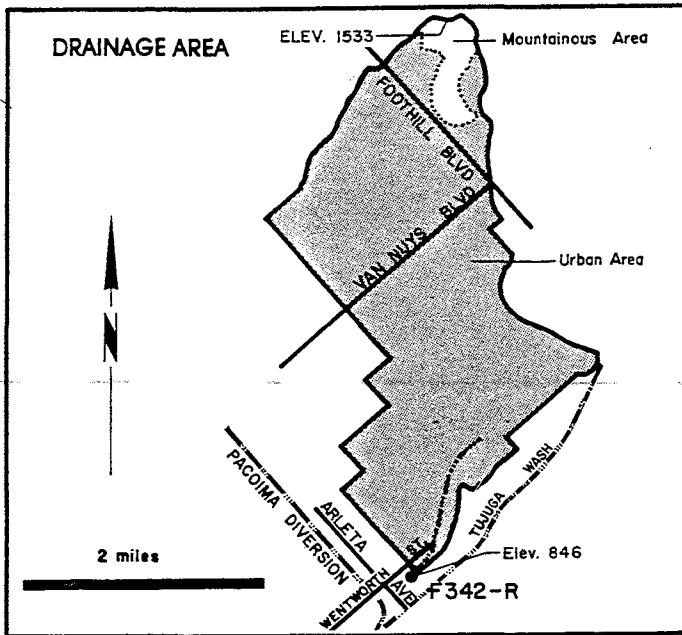 DRAINAGE AREA
ELEV. 1533
Mountainous Area
FOOTHILL BLVD
VAN NUYS BLVD
Urban Area
N
TUJUGA WASH
PACOIMA DIVERSION
ARLETA AVE
WENTWORTH ST.
2 miles
Elev. 846
F342-R